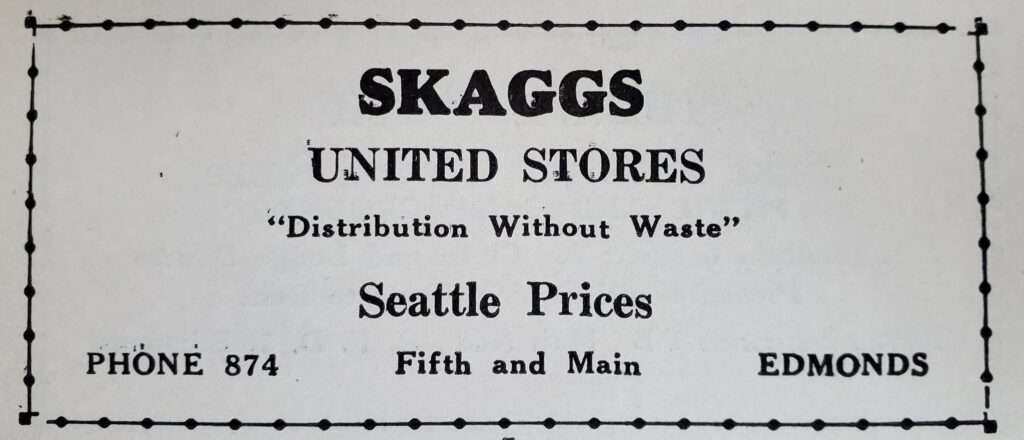 SKAGGS
UNITED STORES
"Distribution Without Waste"
Seattle Prices
PHONE 874 Fifth and Main EDMONDS